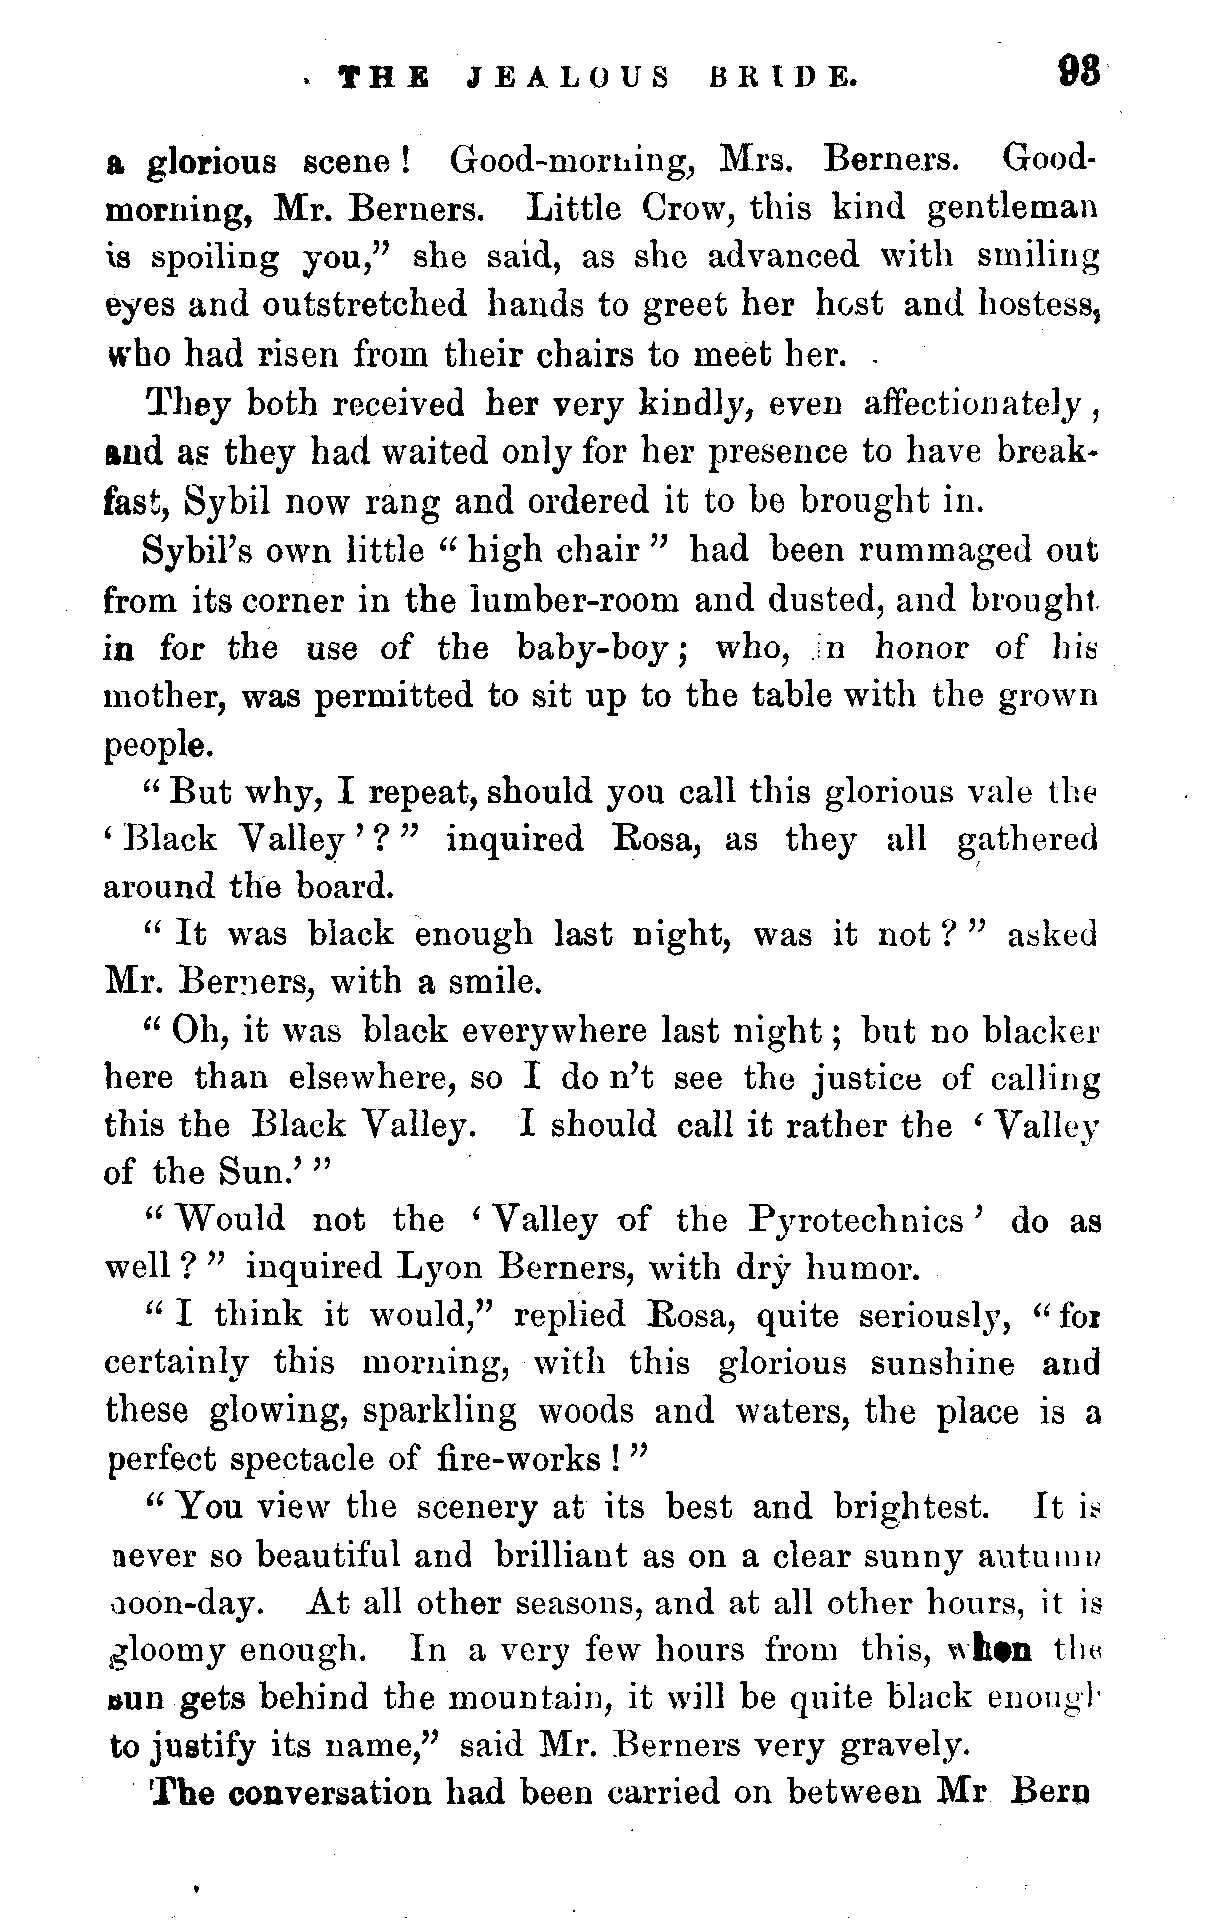 THE JEALOUS BRIDE. 93
a glorious scene ! Good-morning, Mrs. Berners. Good-
morning, Mr. Berners. Little Crow, this kind gentleman
is spoiling you,” she said, as she advanced with smiling
eyes and outstretched hands to greet her host and hostess,
who had risen from their chairs to meet her.
They both received her very kindly, even affectionately,
and as they had waited only for her presence to have break-
fast, Sybil now rang and ordered it to be brought in.
Sybil’s own little “ high chair ” had been rummaged out
from its corner in the lumber-room and dusted, and brought
in for the use of the baby-boy ; who, in honor of his
mother, was permitted to sit up to the table with the grown
people.
“ But why, I repeat, should you call this glorious vale the
‘ Black Valley ’ ? ” inquired Rosa, as they all gathered
around the board.
“ It was black enough last night, was it not ? ” asked
Mr. Berners, with a smile.
“ Oh, it was black everywhere last night ; but no blacker
here than elsewhere, so I do n’t see the justice of calling
this the Black Valley. I should call it rather the ‘ Valley
of the Sun.’ ”
“ Would not the ‘ Valley of the Pyrotechnics ’ do as
well ? ” inquired Lyon Berners, with dry humor.
“ I think it would,” replied Rosa, quite seriously, “ for
certainly this morning, with this glorious sunshine and
these glowing, sparkling woods and waters, the place is a
perfect spectacle of fire-works ! ”
“ You view the scenery at its best and brightest. It is
never so beautiful and brilliant as on a clear sunny autumn
noon-day. At all other seasons, and at all other hours, it is
gloomy enough. In a very few hours from this, when the
sun gets behind the mountain, it will be quite black enough
to justify its name,” said Mr. Berners very gravely.
The conversation had been carried on between Mr Bern